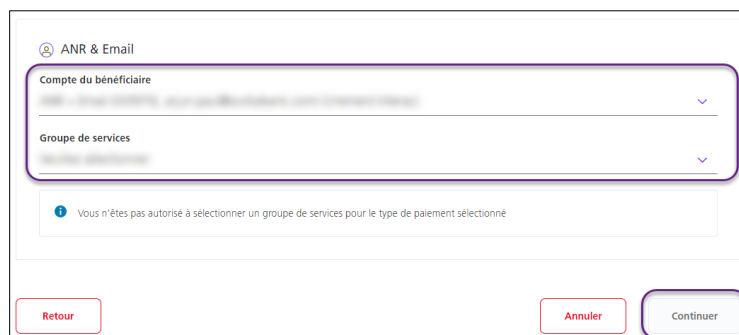 ANR & Email
Compte du bénéficiaire
Groupe de services
Vous n'êtes pas autorisé à sélectionner un groupe de services pour le type de paiement sélectionné
Retour
Annuler
Continuer